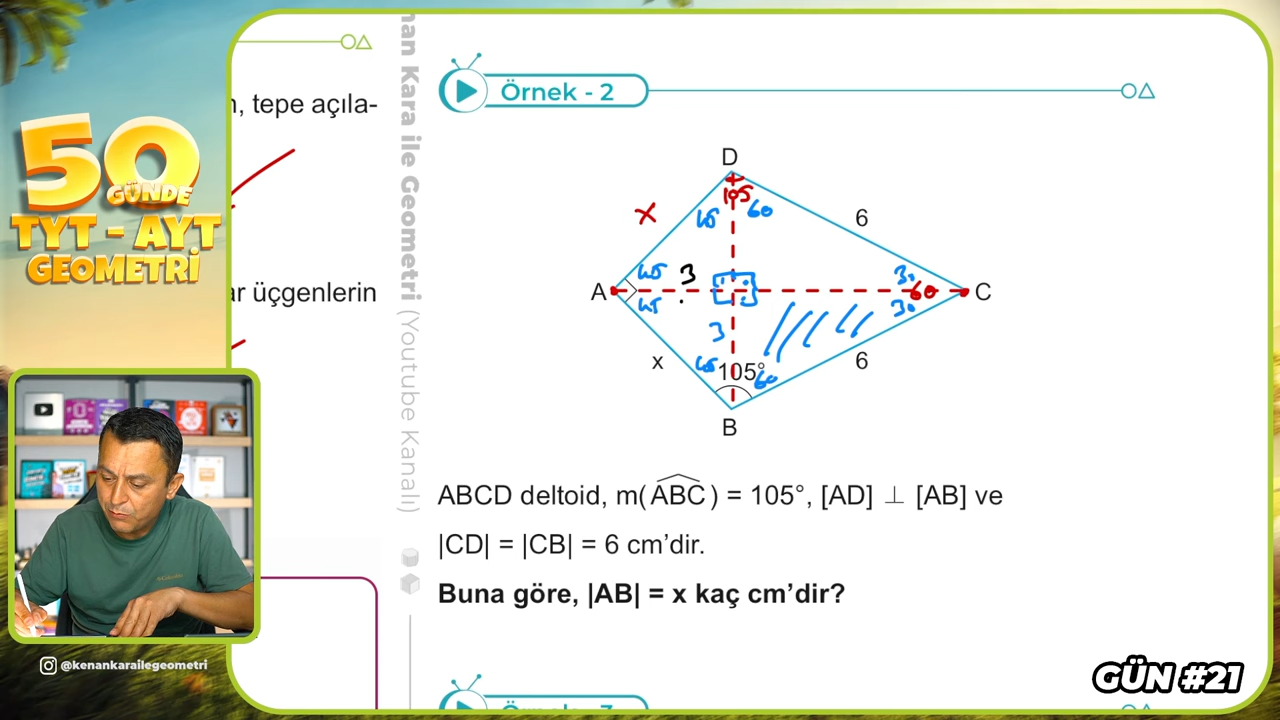 50
GÜNDE
TYT - AYT
GEOMETRİ
, tepe açıla-
ar üçgenlerin
nan Kara ile Geometri (Youtube Kanalı)
Örnek - 2
D
105
45
60
x
6
45
3
30
A
60
C
45
30
3
x
45
105°
60
6
B
ABCD deltoid, m(ABC) = 105°, [AD] ⊥ [AB] ve
|CD| = |CB| = 6 cm’dir.
Buna göre, |AB| = x kaç cm’dir?
@kenankarailegeometri
GÜN #21